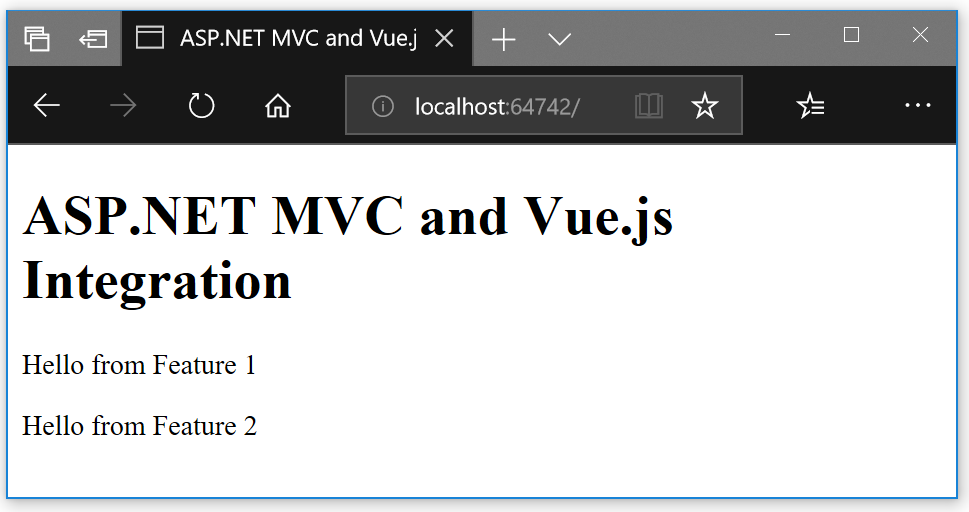 ASP.NET MVC and Vue.j
localhost:64742/
ASP.NET MVC and Vue.js
Integration
Hello from Feature 1
Hello from Feature 2